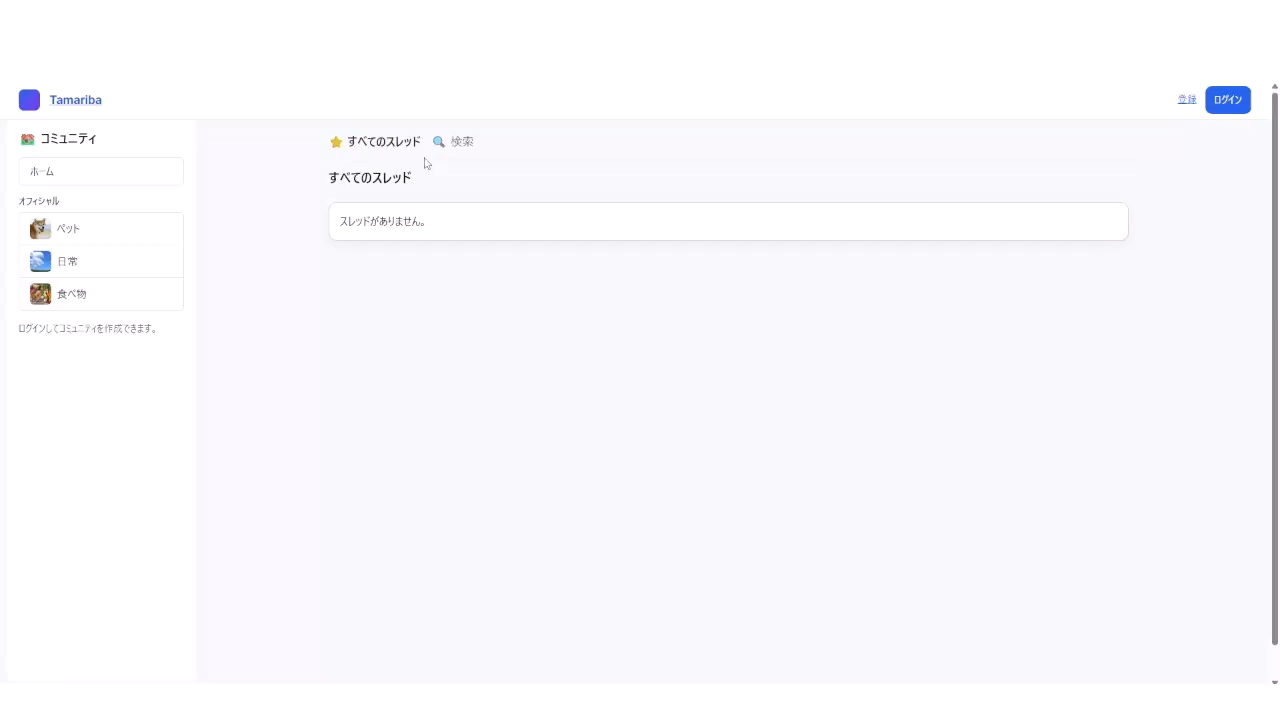 Tamariba
登録
ログイン
コミュニティ
ホーム
オフィシャル
ペット
日常
食べ物
ログインしてコミュニティを作成できます。
すべてのスレッド
検索
すべてのスレッド
スレッドがありません。